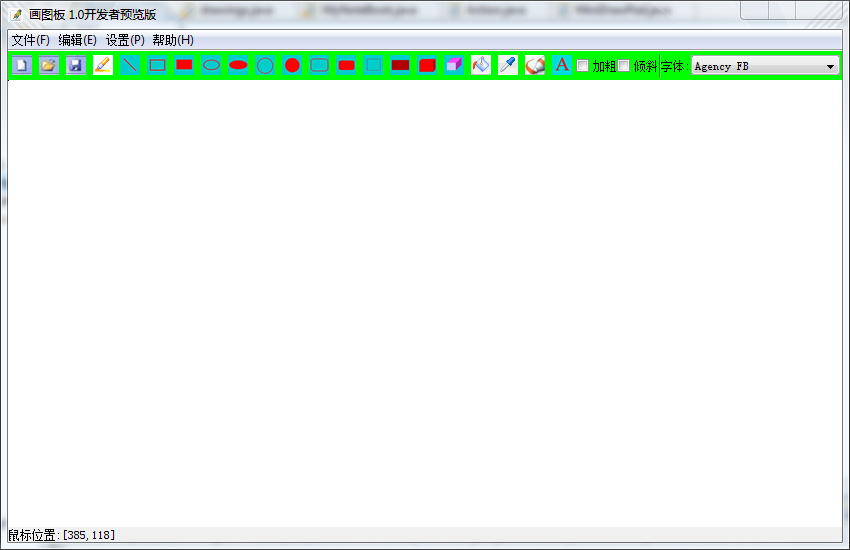 画图板 1.0开发者预览版
文件(F) 编辑(E) 设置(P) 帮助(H)
A 加粗 倾斜 字体: Agency FB
鼠标位置:[385,118]